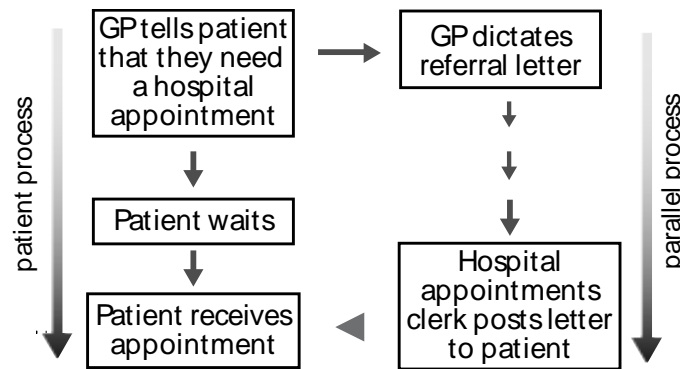 GP tells patient
that they need
a hospital
appointment
GP dictates
referral letter
patient process
parallel process
Patient waits
Patient receives
appointment
Hospital
appointments
clerk posts letter
to patient